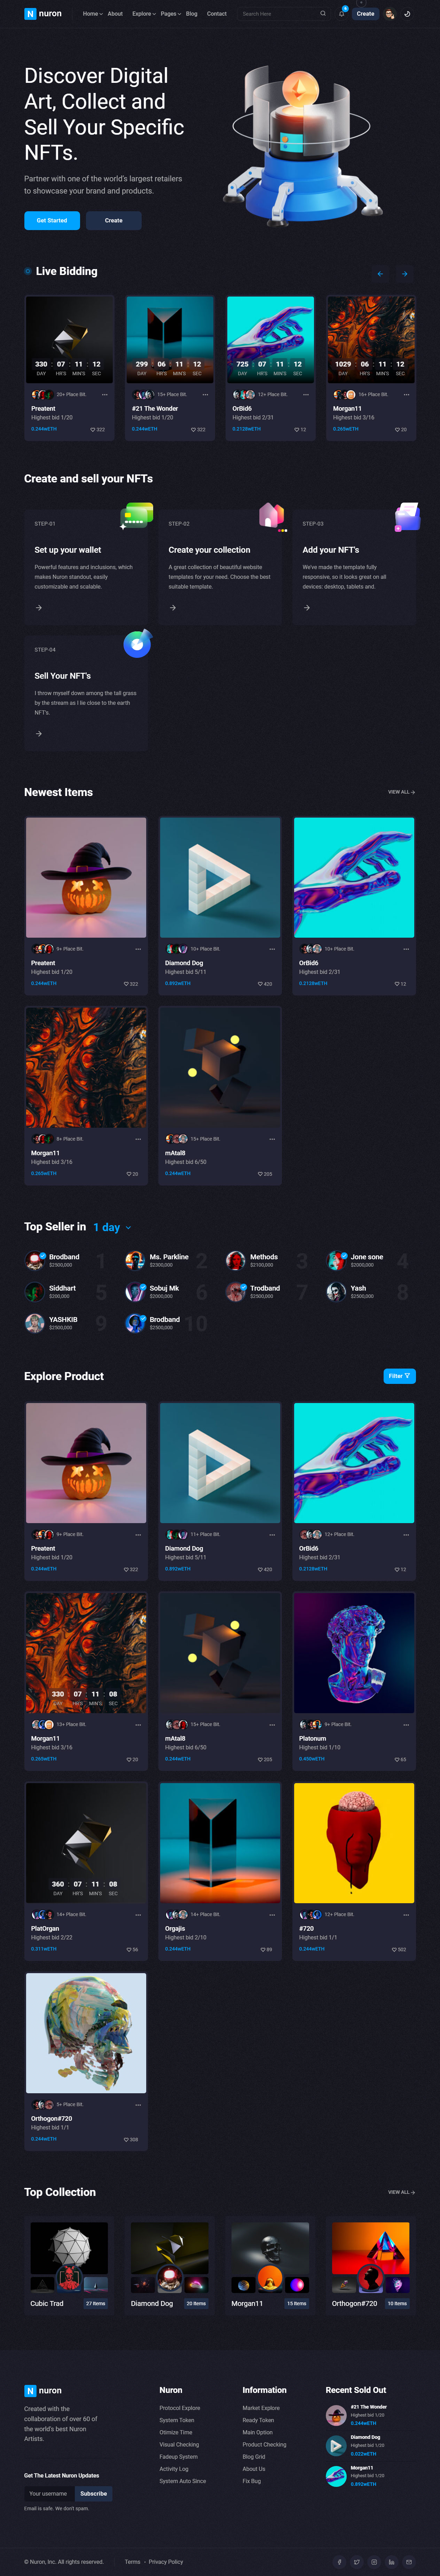 N nuron
Home
About
Explore
Pages
Blog
Contact
Search Here
Create
Discover Digital
Art, Collect and
Sell Your Specific
NFTs.
Partner with one of the world's largest retailers
to showcase your brand and products.
Get Started
Create
Live Bidding
330 : 07 : 11 : 12
DAY HR'S MIN'S SEC
20+ Place Bit.
Preatent
Highest bid 1/20
0.244wETH
322
299 : 06 : 11 : 12
DAY HR'S MIN'S SEC
15+ Place Bit.
#21 The Wonder
Highest bid 1/20
0.244wETH
322
725 : 07 : 11 : 12
DAY HR'S MIN'S SEC
12+ Place Bit.
OrBid6
Highest bid 2/31
0.2128wETH
12
1029 : 06 : 11 : 12
DAY HR'S MIN'S SEC
16+ Place Bit.
Morgan11
Highest bid 3/16
0.265wETH
20
Create and sell your NFTs
STEP-01
Set up your wallet
Powerful features and inclusions, which
makes Nuron standout, easily
customizable and scalable.
STEP-02
Create your collection
A great collection of beautiful website
templates for your need. Choose the best
suitable template.
STEP-03
Add your NFT's
We've made the template fully
responsive, so it looks great on all
devices: desktop, tablets and.
STEP-04
Sell Your NFT's
I throw myself down among the tall grass
by the stream as I lie close to the earth
NFT's.
Newest Items
VIEW ALL
9+ Place Bit.
Preatent
Highest bid 1/20
0.244wETH
322
10+ Place Bit.
Diamond Dog
Highest bid 5/11
0.892wETH
420
10+ Place Bit.
OrBid6
Highest bid 2/31
0.2128wETH
12
8+ Place Bit.
Morgan11
Highest bid 3/16
0.265wETH
20
15+ Place Bit.
mAtal8
Highest bid 6/50
0.244wETH
205
Top Seller in 1 day
Brodband
$2500,000
1
Ms. Parkline
$2300,000
2
Methods
$2100,000
3
Jone sone
$2000,000
4
Siddhart
$200,000
5
Sobuj Mk
$2000,000
6
Trodband
$2500,000
7
Yash
$2500,000
8
YASHKIB
$2500,000
9
Brodband
$2500,000
10
Explore Product
Filter
9+ Place Bit.
Preatent
Highest bid 1/20
0.244wETH
322
11+ Place Bit.
Diamond Dog
Highest bid 5/11
0.892wETH
420
12+ Place Bit.
OrBid6
Highest bid 2/31
0.2128wETH
12
330 : 07 : 11 : 08
DAY HR'S MIN'S SEC
13+ Place Bit.
Morgan11
Highest bid 3/16
0.265wETH
20
15+ Place Bit.
mAtal8
Highest bid 6/50
0.244wETH
205
9+ Place Bit.
Platonum
Highest bid 1/10
0.450wETH
65
360 : 07 : 11 : 08
DAY HR'S MIN'S SEC
14+ Place Bit.
PlatOrgan
Highest bid 2/22
0.311wETH
56
14+ Place Bit.
Orgajis
Highest bid 2/10
0.244wETH
89
12+ Place Bit.
#720
Highest bid 1/1
0.244wETH
502
5+ Place Bit.
Orthogon#720
Highest bid 1/1
0.244wETH
308
Top Collection
VIEW ALL
Cubic Trad
27 Items
Diamond Dog
20 Items
Morgan11
15 Items
Orthogon#720
10 Items
N nuron
Created with the
collaboration of over 60 of
the world's best Nuron
Artists.
Get The Latest Nuron Updates
Your username
Subscribe
Email is safe. We don't spam.
Nuron
Protocol Explore
System Token
Otimize Time
Visual Checking
Fadeup System
Activity Log
System Auto Since
Information
Market Explore
Ready Token
Main Option
Product Checking
Blog Grid
About Us
Fix Bug
Recent Sold Out
#21 The Wonder
Highest bid 1/20
0.244wETH
Diamond Dog
Highest bid 1/20
6.022wETH
Morgan11
Highest bid 1/20
0.892wETH
© Nuron, Inc. All rights reserved.
Terms
Privacy Policy